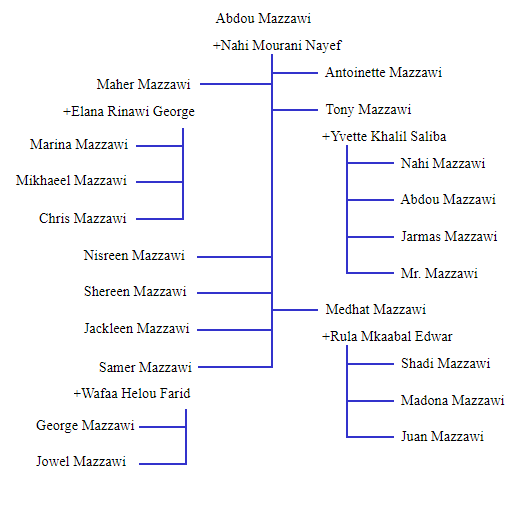 Abdou Mazzawi
+Nahi Mourani Nayef
Antoinette Mazzawi
Maher Mazzawi
+Elana Rinawi George
Marina Mazzawi
Mikhaeel Mazzawi
Chris Mazzawi
Tony Mazzawi
+Yvette Khalil Saliba
Nahi Mazzawi
Abdou Mazzawi
Jarmas Mazzawi
Mr. Mazzawi
Nisreen Mazzawi
Shereen Mazzawi
Jackleen Mazzawi
Samer Mazzawi
+Wafaa Helou Farid
George Mazzawi
Jowel Mazzawi
Medhat Mazzawi
+Rula Mkaabal Edwar
Shadi Mazzawi
Madona Mazzawi
Juan Mazzawi